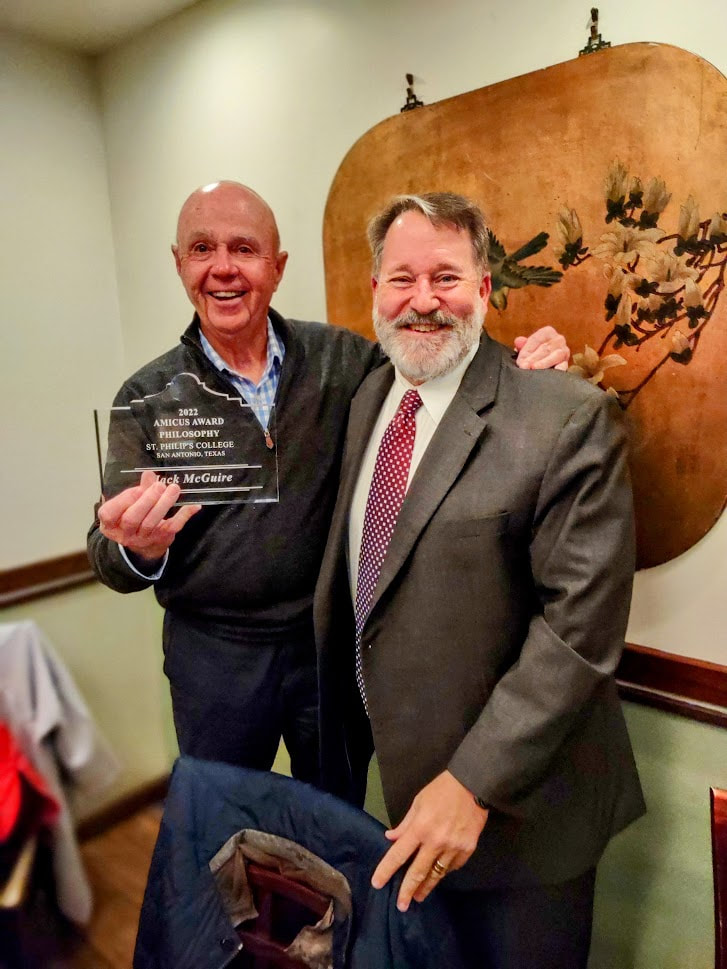 2022
AMICUS AWARD
PHILOSOPHY
ST. PHILIP'S COLLEGE
SAN ANTONIO, TEXAS
Jack McGuire